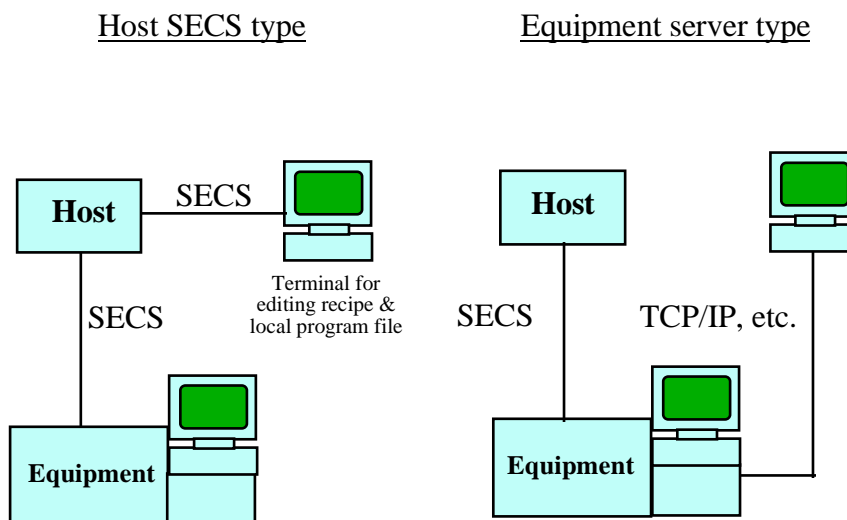 Host SECS type
Equipment server type
Host
SECS
Terminal for
editing recipe &
local program file
SECS
Equipment
Host
SECS
TCP/IP, etc.
Equipment